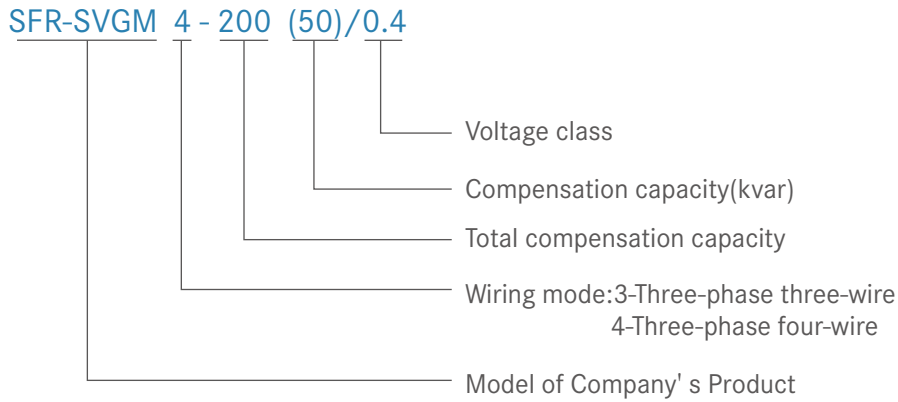 SFR-SVGM 4 - 200 (50)/0.4
Voltage class
Compensation capacity(kvar)
Total compensation capacity
Wiring mode:3-Three-phase three-wire
4-Three-phase four-wire
Model of Company' s Product